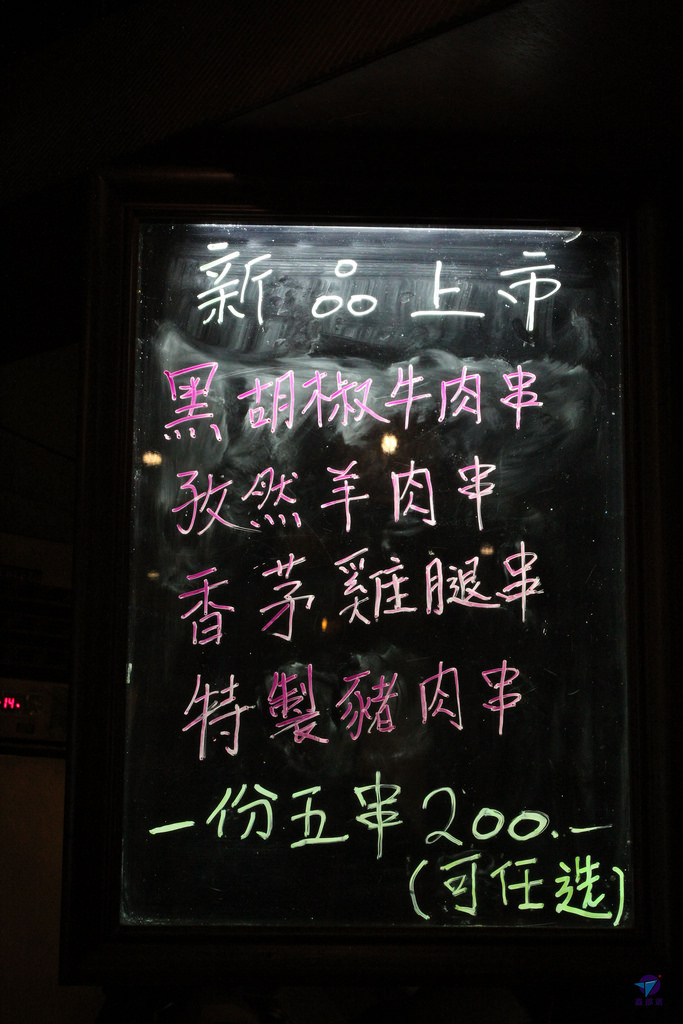 新品上市
黑胡椒牛肉串
孜然羊肉串
香茅雞腿串
特製豬肉串
一份五串200.—
(可任選)
14.